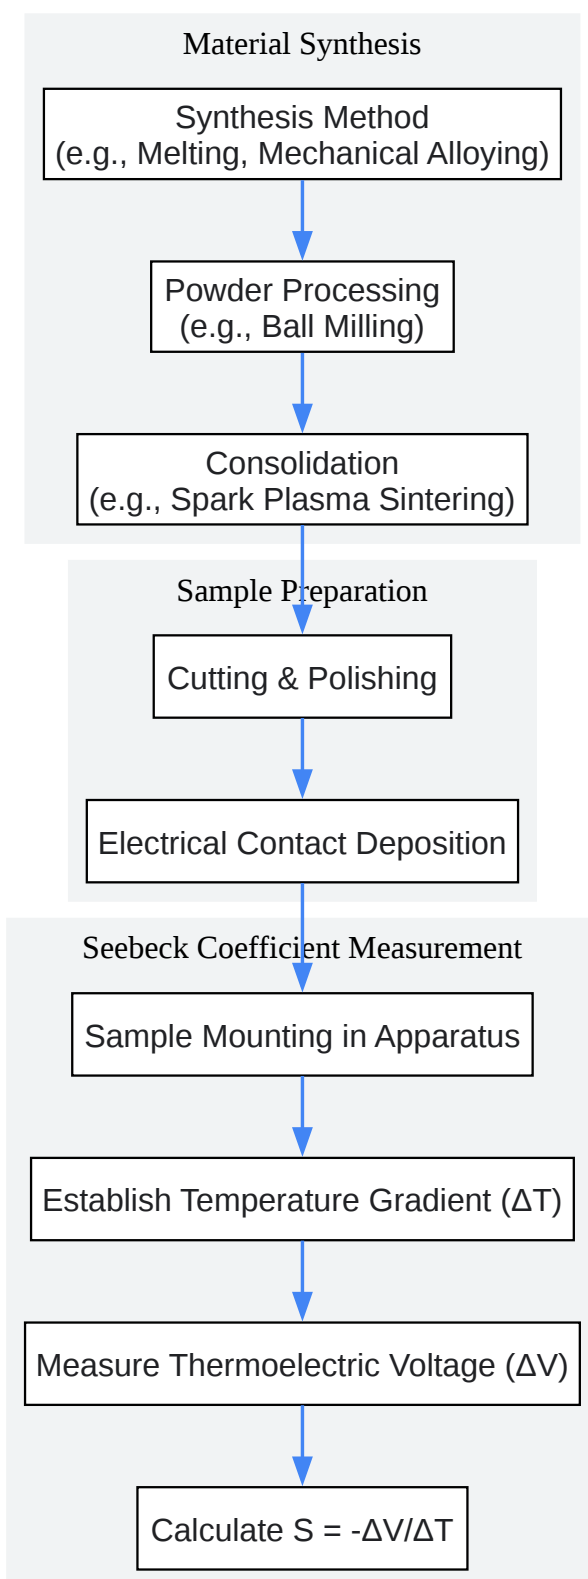 Material Synthesis
Synthesis Method
(e.g., Melting, Mechanical Alloying)
Powder Processing
(e.g., Ball Milling)
Consolidation
(e.g., Spark Plasma Sintering)
Sample Preparation
Cutting & Polishing
Electrical Contact Deposition
Seebeck Coefficient Measurement
Sample Mounting in Apparatus
Establish Temperature Gradient (ΔT)
Measure Thermoelectric Voltage (ΔV)
Calculate S = -ΔV/ΔT